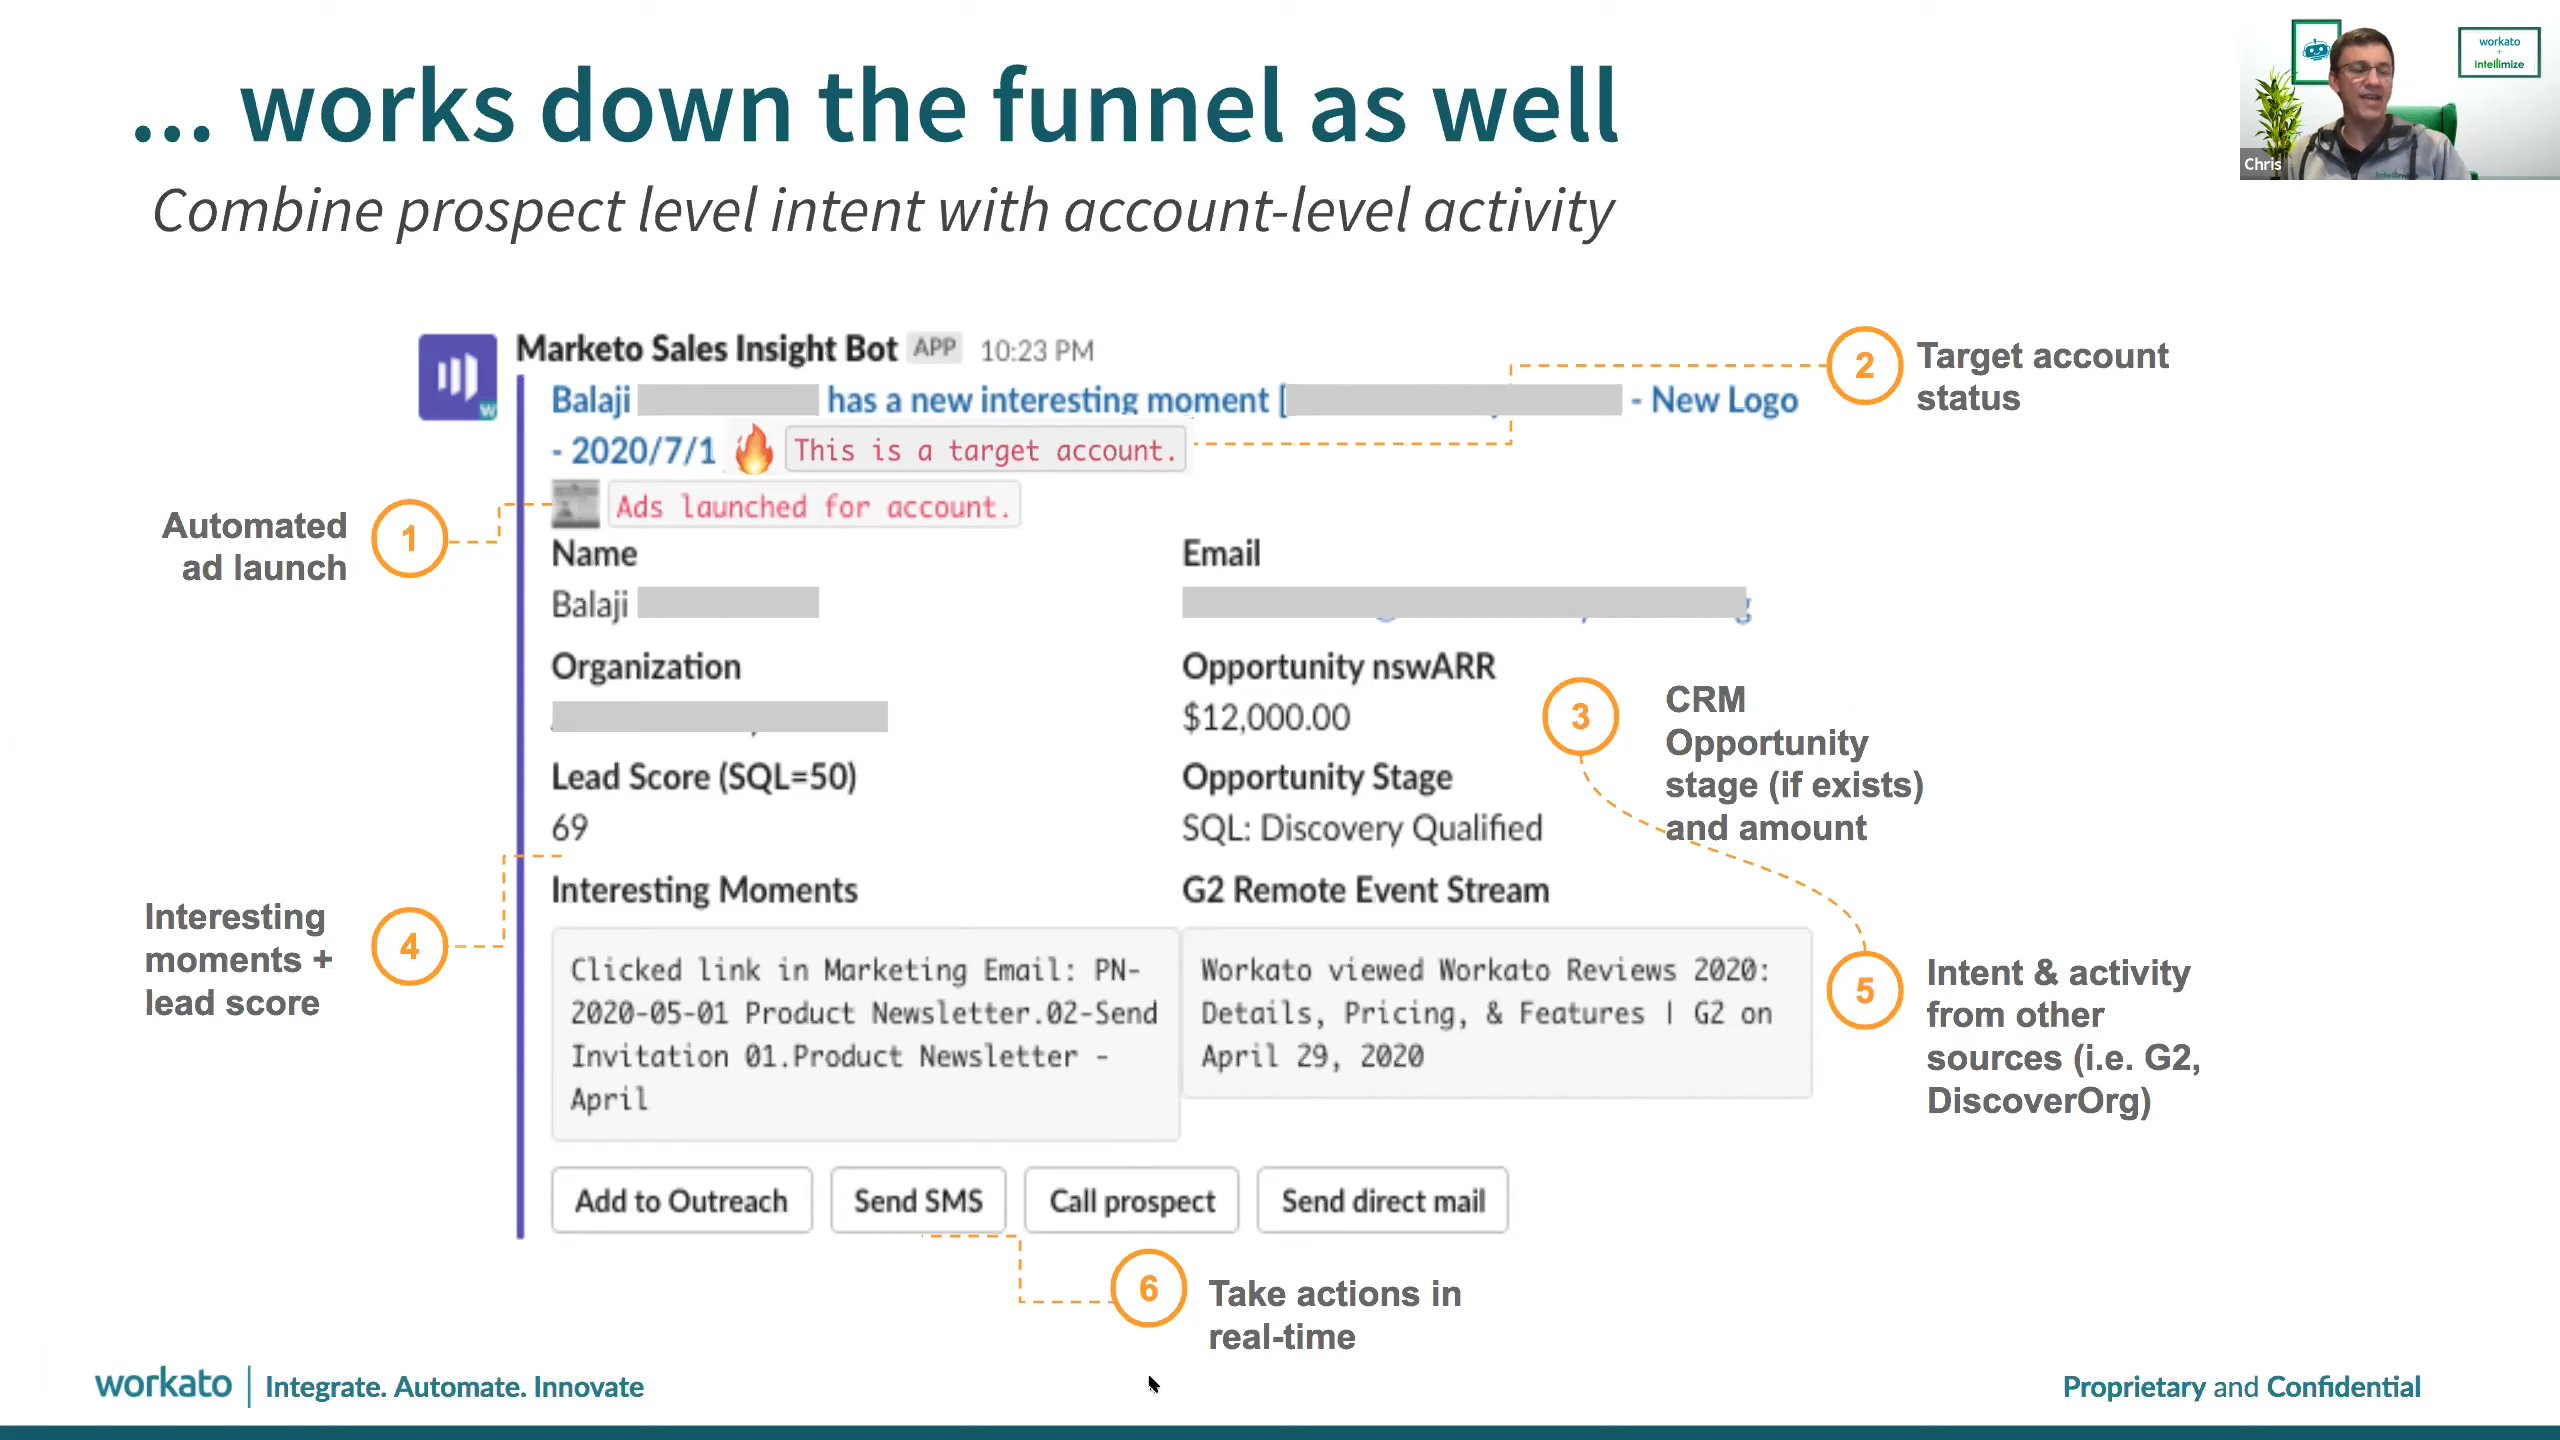 ... works down the funnel as well
Combine prospect level intent with account-level activity
workato
+
Intellimize
Chris
Marketo Sales Insight Bot APP 10:23 PM
Balaji has a new interesting moment [ - New Logo
- 2020/7/1 🔥 This is a target account.
Ads launched for account.
Name
Balaji
Email
Organization
Opportunity nswARR
$12,000.00
Lead Score (SQL=50)
69
Opportunity Stage
SQL: Discovery Qualified
Interesting Moments
Clicked link in Marketing Email: PN-
2020-05-01 Product Newsletter.02-Send
Invitation 01.Product Newsletter -
April
G2 Remote Event Stream
Workato viewed Workato Reviews 2020:
Details, Pricing, & Features | G2 on
April 29, 2020
Add to Outreach
Send SMS
Call prospect
Send direct mail
1
Automated
ad launch
2
Target account
status
3
CRM
Opportunity
stage (if exists)
and amount
4
Interesting
moments +
lead score
5
Intent & activity
from other
sources (i.e. G2,
DiscoverOrg)
6
Take actions in
real-time
workato | Integrate. Automate. Innovate
Proprietary and Confidential